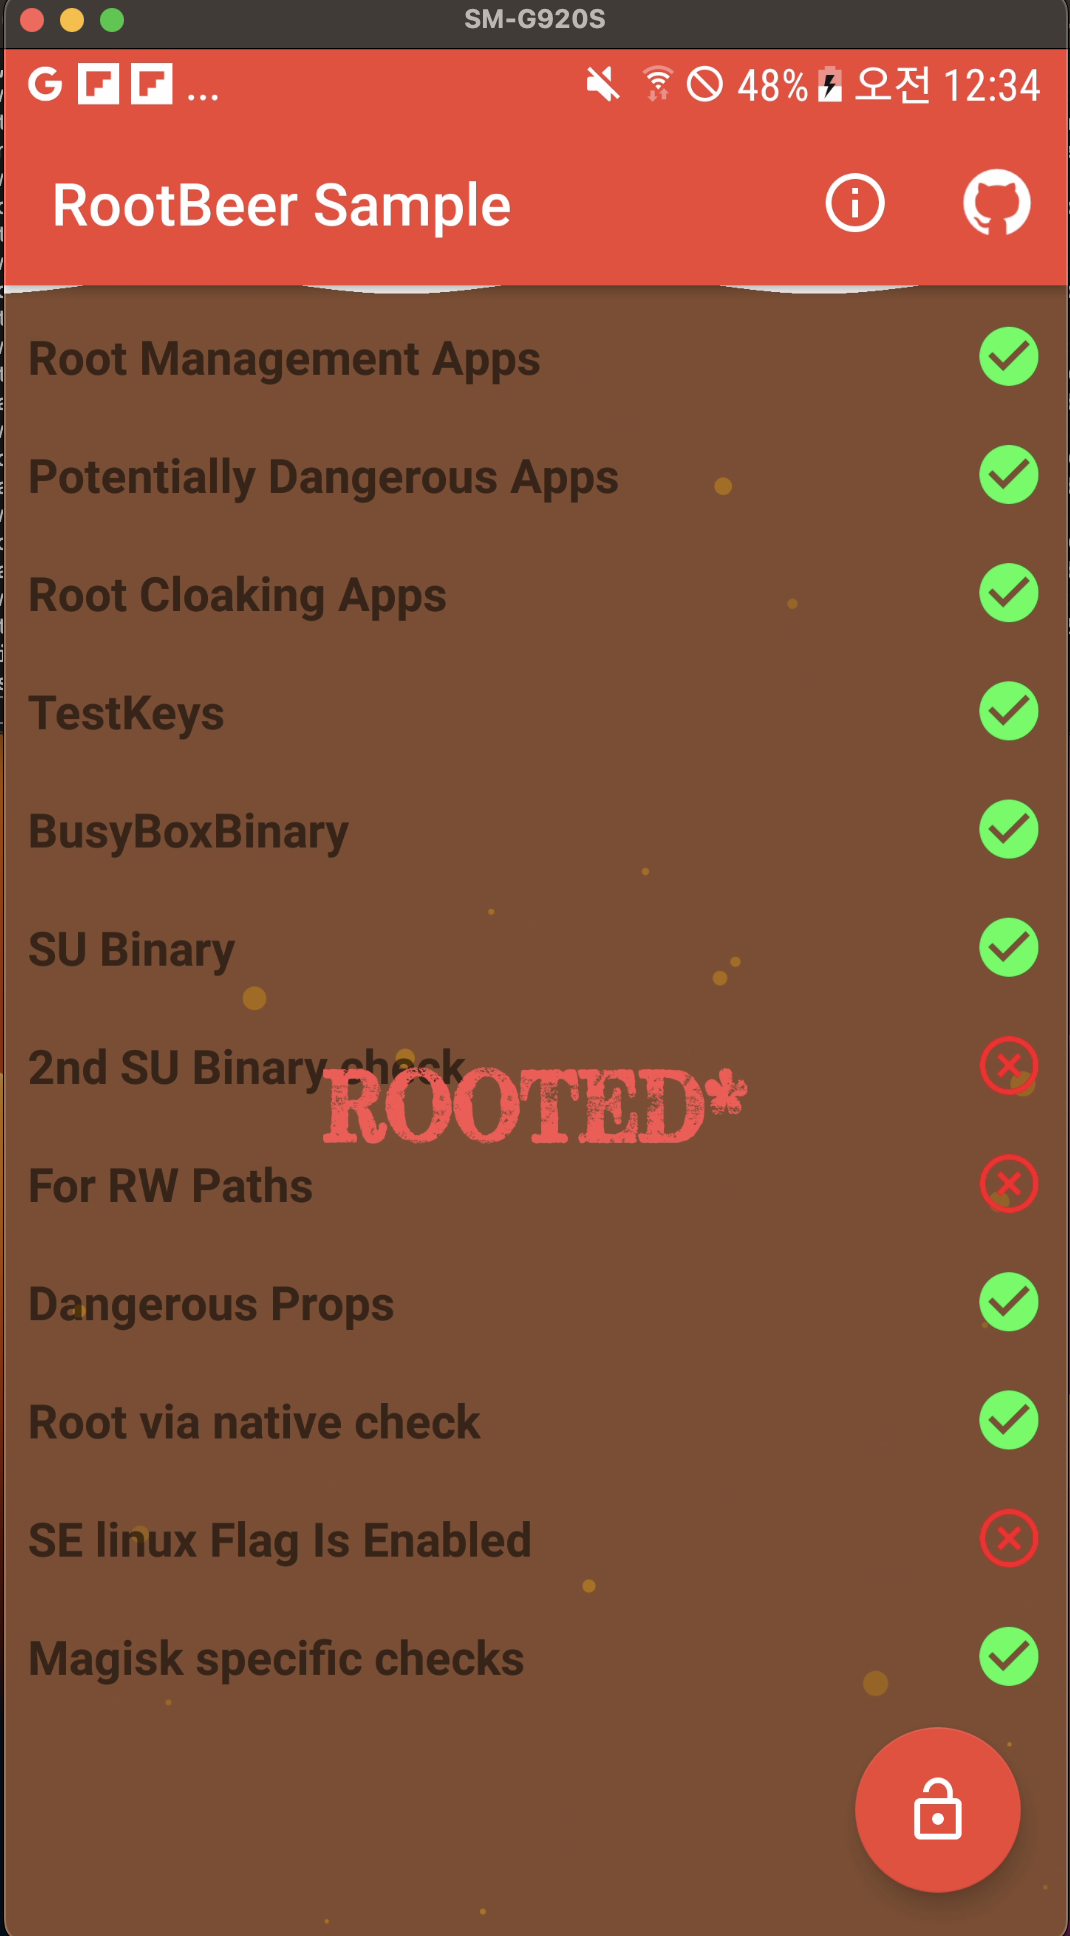 SM-G920S
... 48% 오전 12:34
RootBeer Sample
Root Management Apps
Potentially Dangerous Apps
Root Cloaking Apps
TestKeys
BusyBoxBinary
SU Binary
2nd SU Binary check
ROOTED*
For RW Paths
Dangerous Props
Root via native check
SE linux Flag Is Enabled
Magisk specific checks